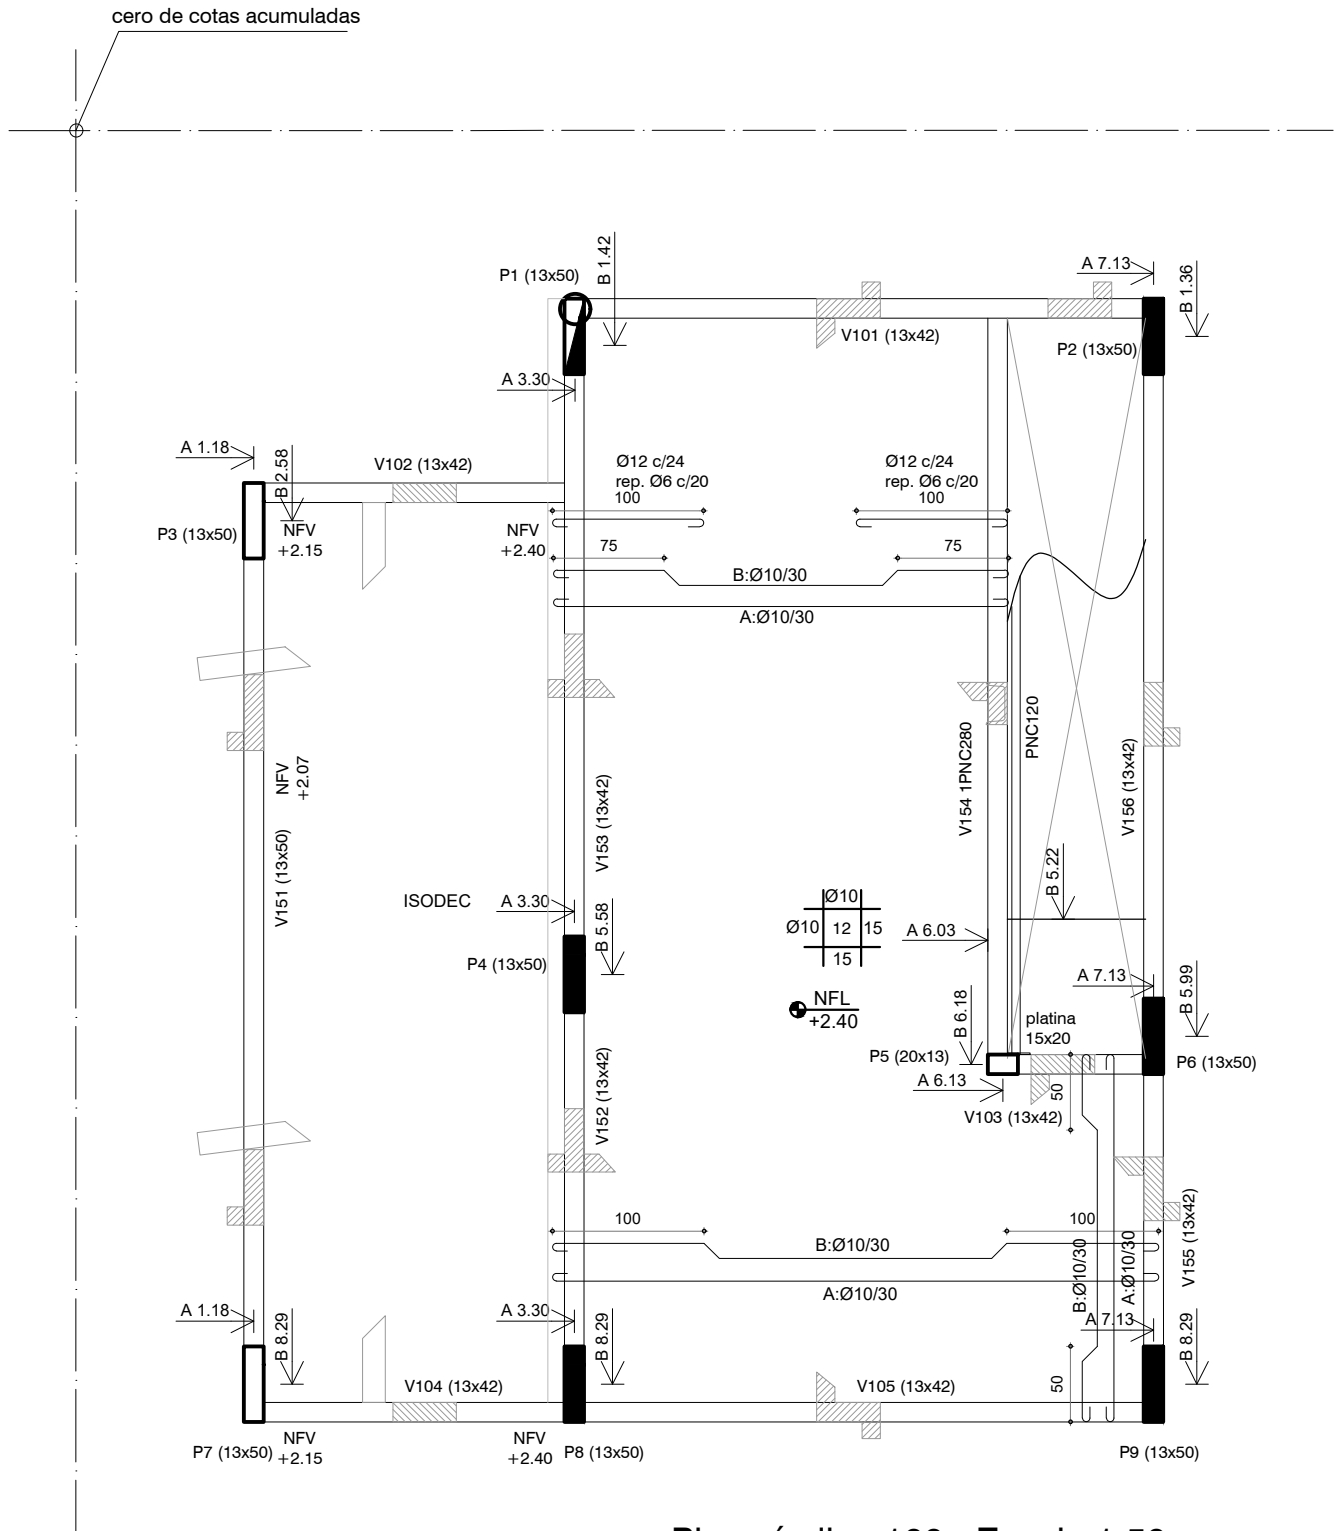 cero de cotas acumuladas
P1 (13x50)
B 1.42
A 7.13
B 1.36
V101 (13x42)
P2 (13x50)
A 3.30
A 1.18
B 2.58
V102 (13x42)
Ø12 c/24
rep. Ø6 c/20
100
Ø12 c/24
rep. Ø6 c/20
100
P3 (13x50)
NFV
+2.15
NFV
+2.40
75
75
B:Ø10/30
A:Ø10/30
NFV
+2.07
V151 (13x50)
V153 (13x42)
V154 1PNC280
PNC120
V156 (13x42)
ISODEC
A 3.30
B 5.58
P4 (13x50)
Ø10
Ø10
12
15
15
A 6.03
B 5.22
A 7.13
B 5.99
NFL
+2.40
B 6.18
platina
15x20
P5 (20x13)
A 6.13
P6 (13x50)
50
V103 (13x42)
V152 (13x42)
100
100
B:Ø10/30
A:Ø10/30
B:Ø10/30
A:Ø10/30
V155 (13x42)
A 1.18
B 8.29
A 3.30
B 8.29
A 7.13
B 8.29
50
V104 (13x42)
V105 (13x42)
P7 (13x50)
NFV
+2.15
NFV
+2.40
P8 (13x50)
P9 (13x50)